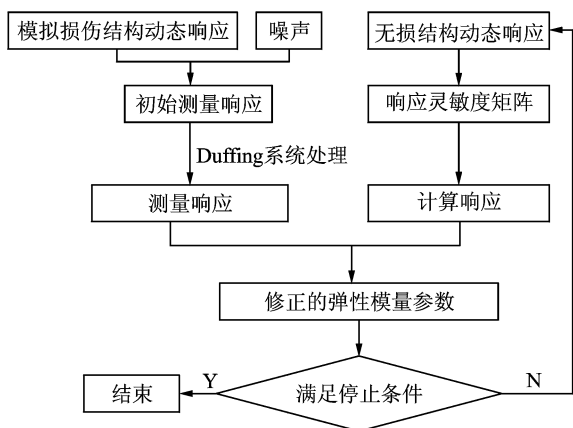 模拟损伤结构动态响应
噪声
无损结构动态响应
初始测量响应
响应灵敏度矩阵
Duffing系统处理
测量响应
计算响应
修正的弹性模量参数
满足停止条件
Y
N
结束